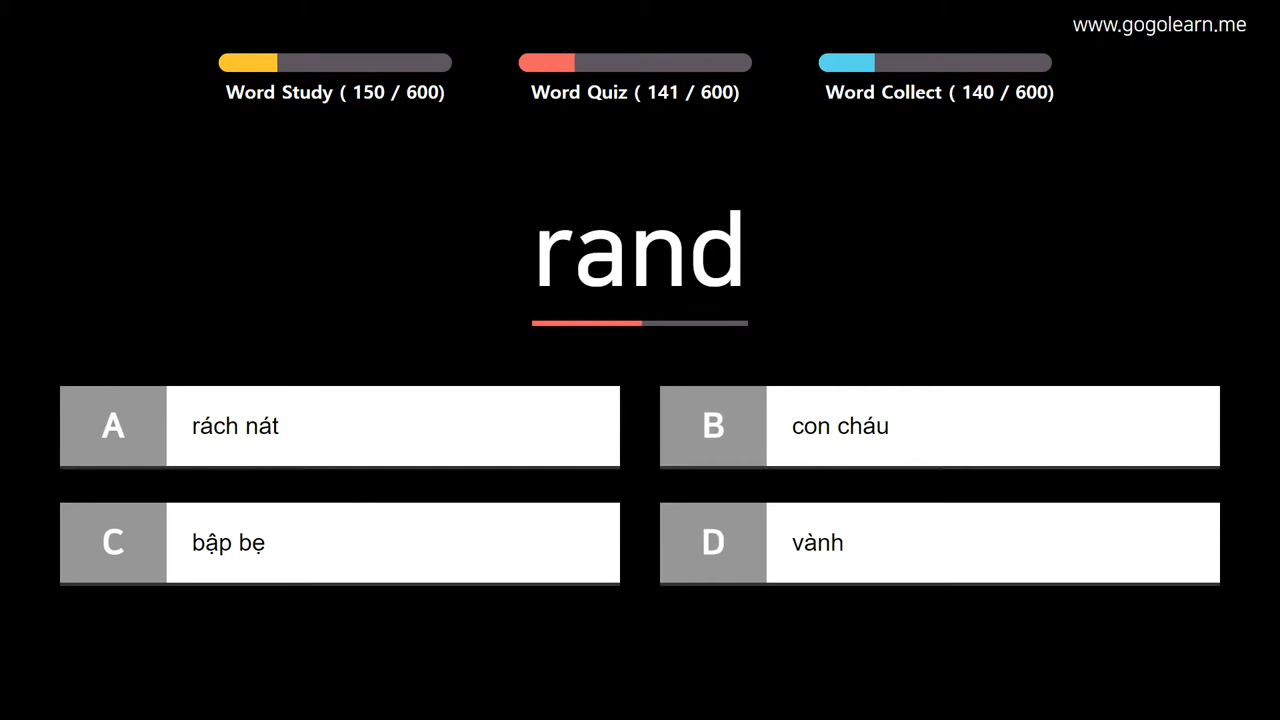 www.gogolearn.me
Word Study ( 150 / 600)
Word Quiz ( 141 / 600)
Word Collect ( 140 / 600)
rand
A rách nát
B con cháu
C bập bẹ
D vành